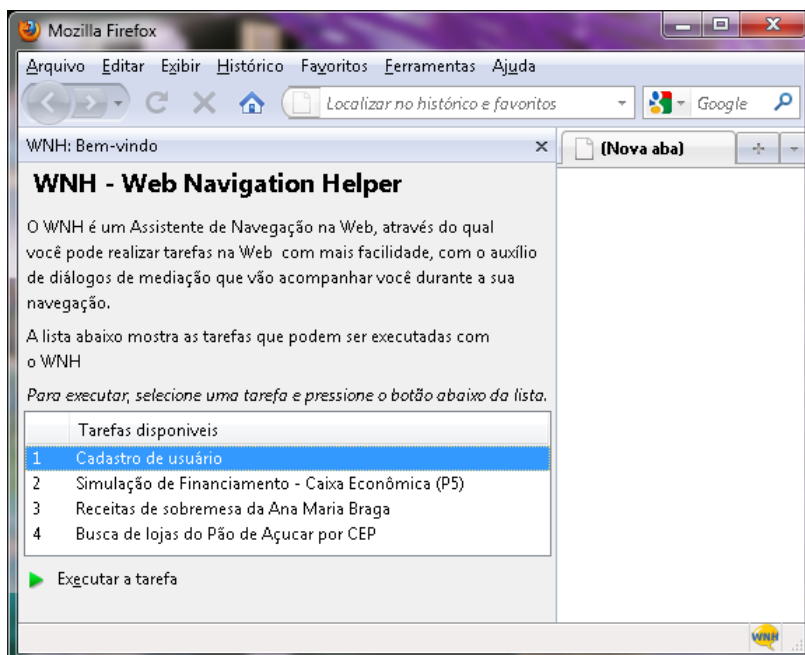 Mozilla Firefox
Arquivo Editar Exibir Histórico Favoritos Ferramentas Ajuda
Localizar no histórico e favoritos
Google
WNH: Bem-vindo
(Nova aba)
WNH - Web Navigation Helper
O WNH é um Assistente de Navegação na Web, através do qual
você pode realizar tarefas na Web com mais facilidade, com o auxílio
de diálogos de mediação que vão acompanhar você durante a sua
navegação.
A lista abaixo mostra as tarefas que podem ser executadas com
o WNH
Para executar, selecione uma tarefa e pressione o botão abaixo da lista.
Tarefas disponiveis
1 Cadastro de usuário
2 Simulação de Financiamento - Caixa Econômica (P5)
3 Receitas de sobremesa da Ana Maria Braga
4 Busca de lojas do Pão de Açucar por CEP
Executar a tarefa
WNH